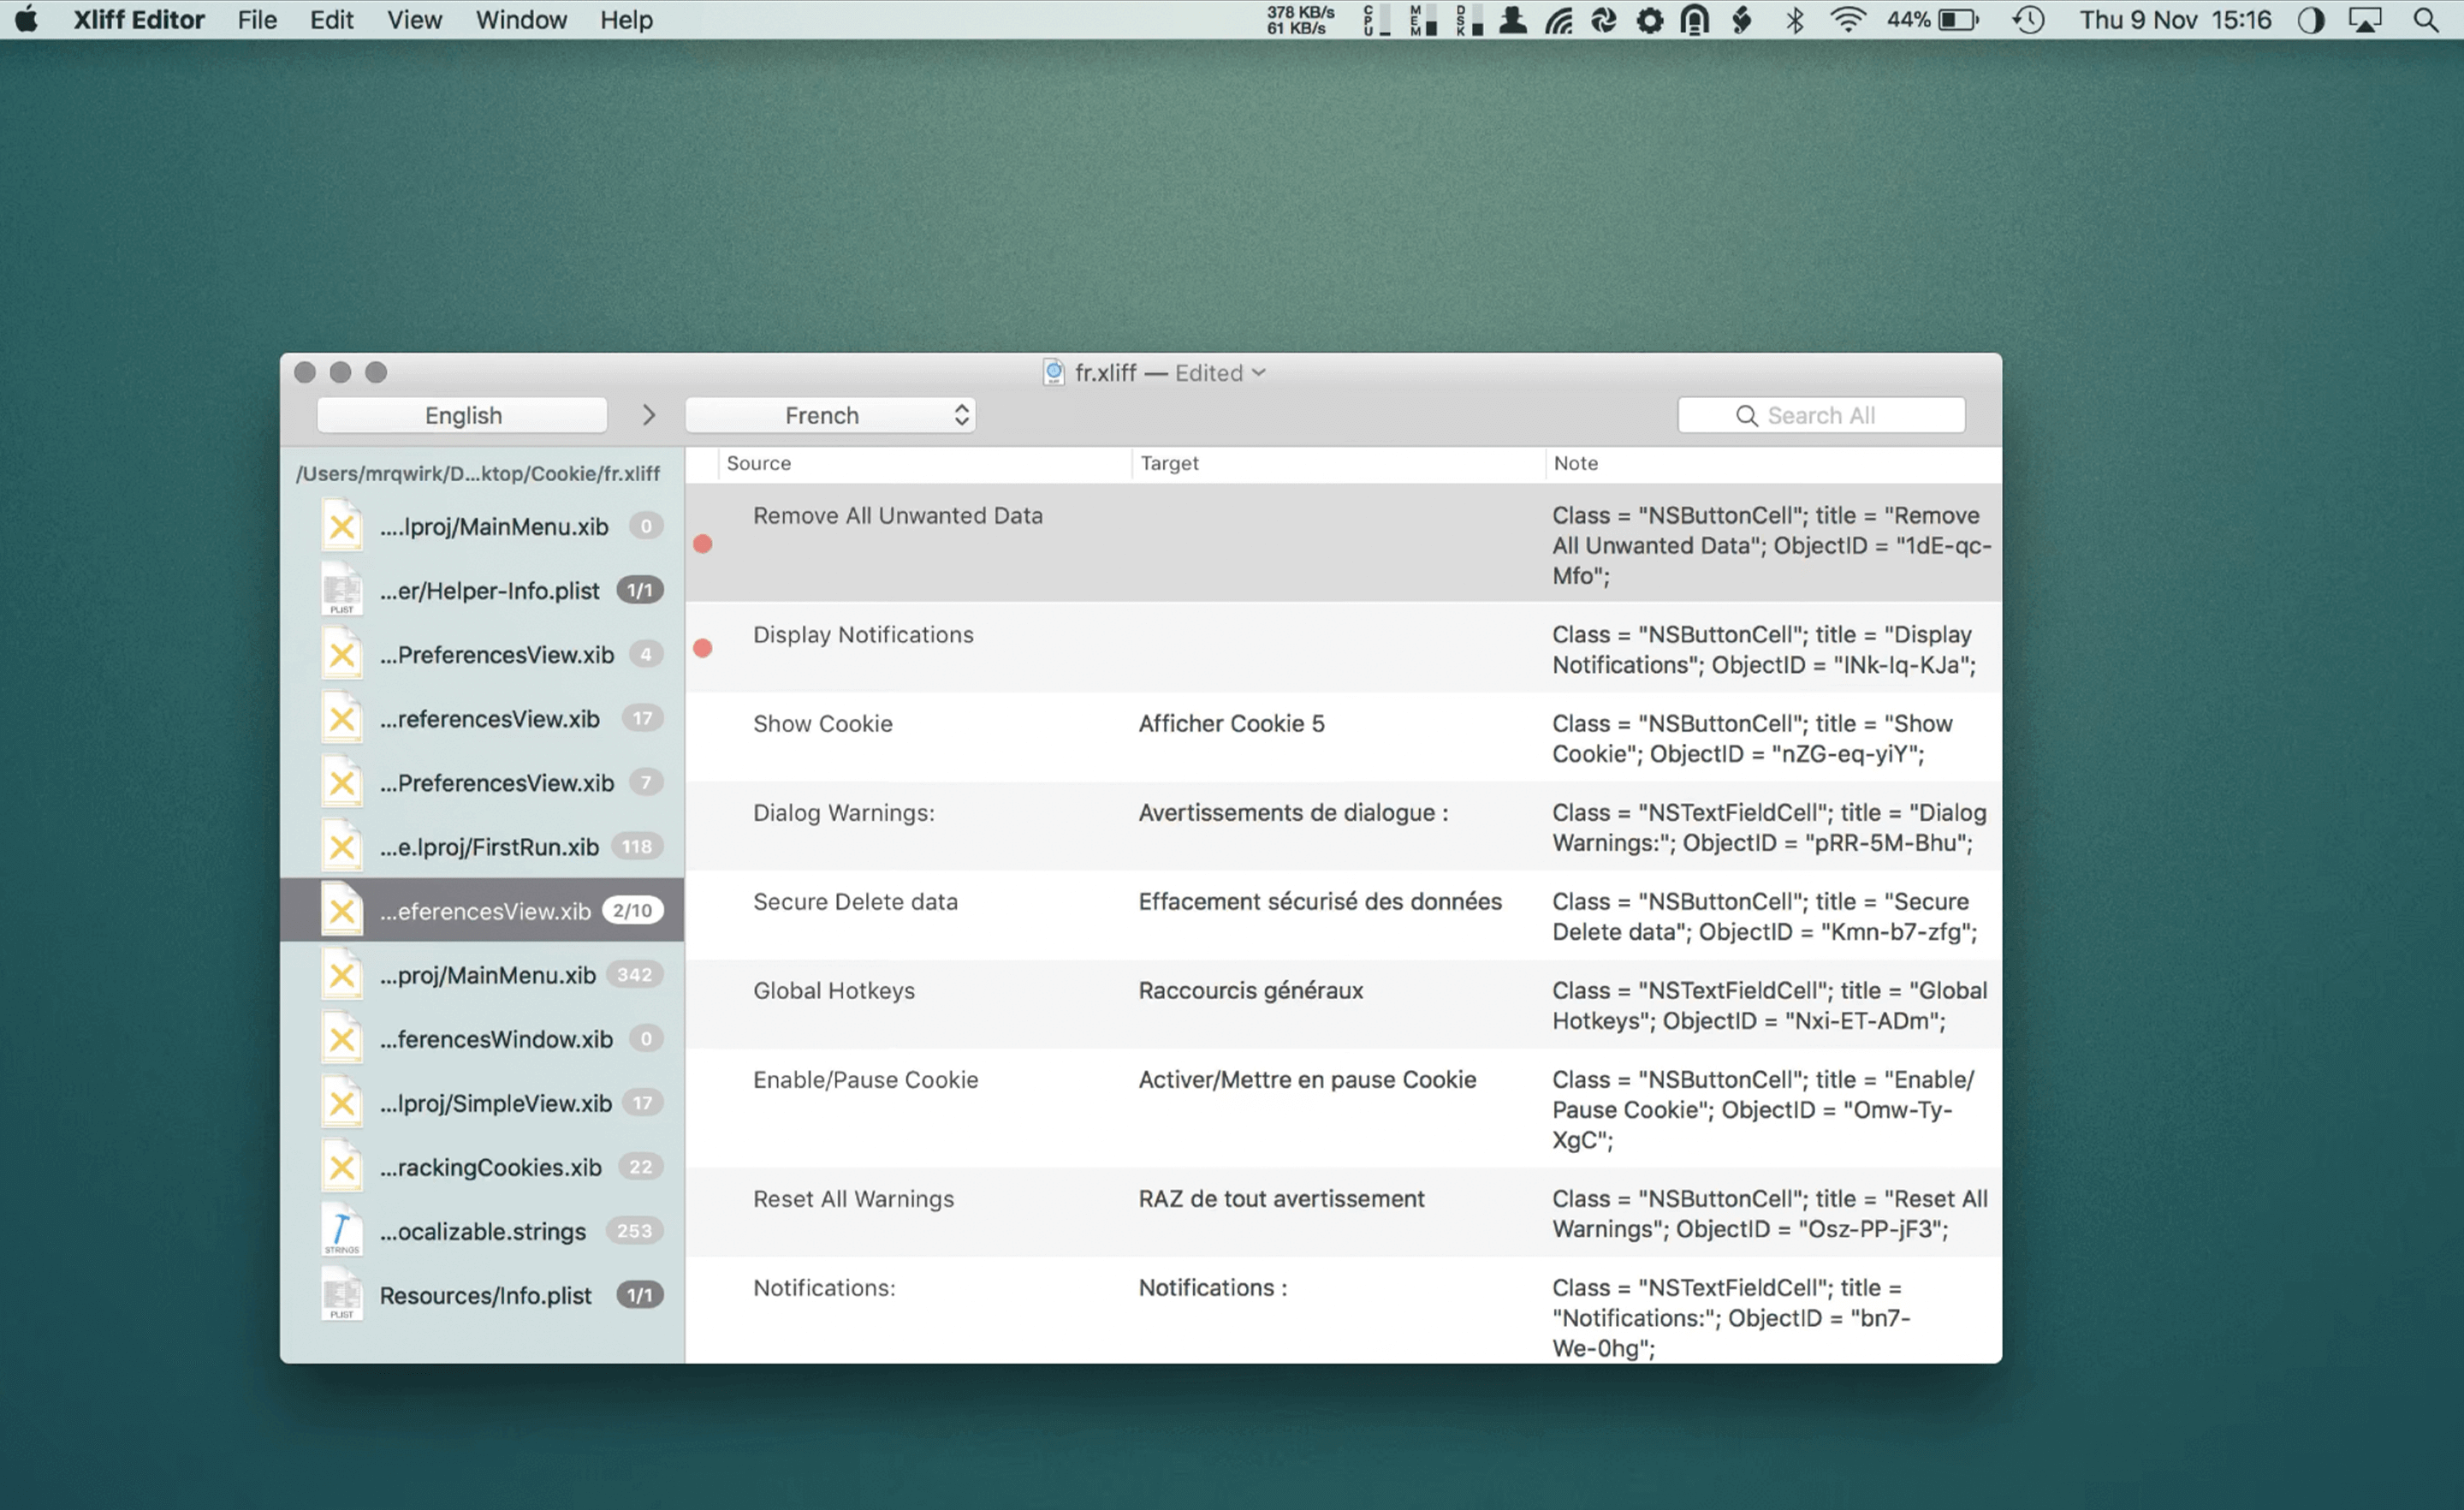 Xliff Editor File Edit View Window Help 378 KB/s 61 KB/s CPU MEM DSK 44% Thu 9 Nov 15:16
fr.xliff — Edited
English French Search All
/Users/mrqwirk/D...ktop/Cookie/fr.xliff
....lproj/MainMenu.xib 0
PLIST ...er/Helper-Info.plist 1/1
...PreferencesView.xib 4
...referencesView.xib 17
...PreferencesView.xib 7
...e.lproj/FirstRun.xib 118
...eferencesView.xib 2/10
...proj/MainMenu.xib 342
...ferencesWindow.xib 0
...lproj/SimpleView.xib 17
...rackingCookies.xib 22
STRINGS ...ocalizable.strings 253
PLIST Resources/Info.plist 1/1
Source Target Note
Remove All Unwanted Data
Class = "NSButtonCell"; title = "Remove
All Unwanted Data"; ObjectID = "1dE-qc-
Mfo";
Display Notifications
Class = "NSButtonCell"; title = "Display
Notifications"; ObjectID = "INk-Iq-KJa";
Show Cookie Afficher Cookie 5
Class = "NSButtonCell"; title = "Show
Cookie"; ObjectID = "nZG-eq-yiY";
Dialog Warnings: Avertissements de dialogue :
Class = "NSTextFieldCell"; title = "Dialog
Warnings:"; ObjectID = "pRR-5M-Bhu";
Secure Delete data Effacement sécurisé des données
Class = "NSButtonCell"; title = "Secure
Delete data"; ObjectID = "Kmn-b7-zfg";
Global Hotkeys Raccourcis généraux
Class = "NSTextFieldCell"; title = "Global
Hotkeys"; ObjectID = "Nxi-ET-ADm";
Enable/Pause Cookie Activer/Mettre en pause Cookie
Class = "NSButtonCell"; title = "Enable/
Pause Cookie"; ObjectID = "Omw-Ty-
XgC";
Reset All Warnings RAZ de tout avertissement
Class = "NSButtonCell"; title = "Reset All
Warnings"; ObjectID = "Osz-PP-jF3";
Notifications: Notifications :
Class = "NSTextFieldCell"; title =
"Notifications:"; ObjectID = "bn7-
We-0hg";